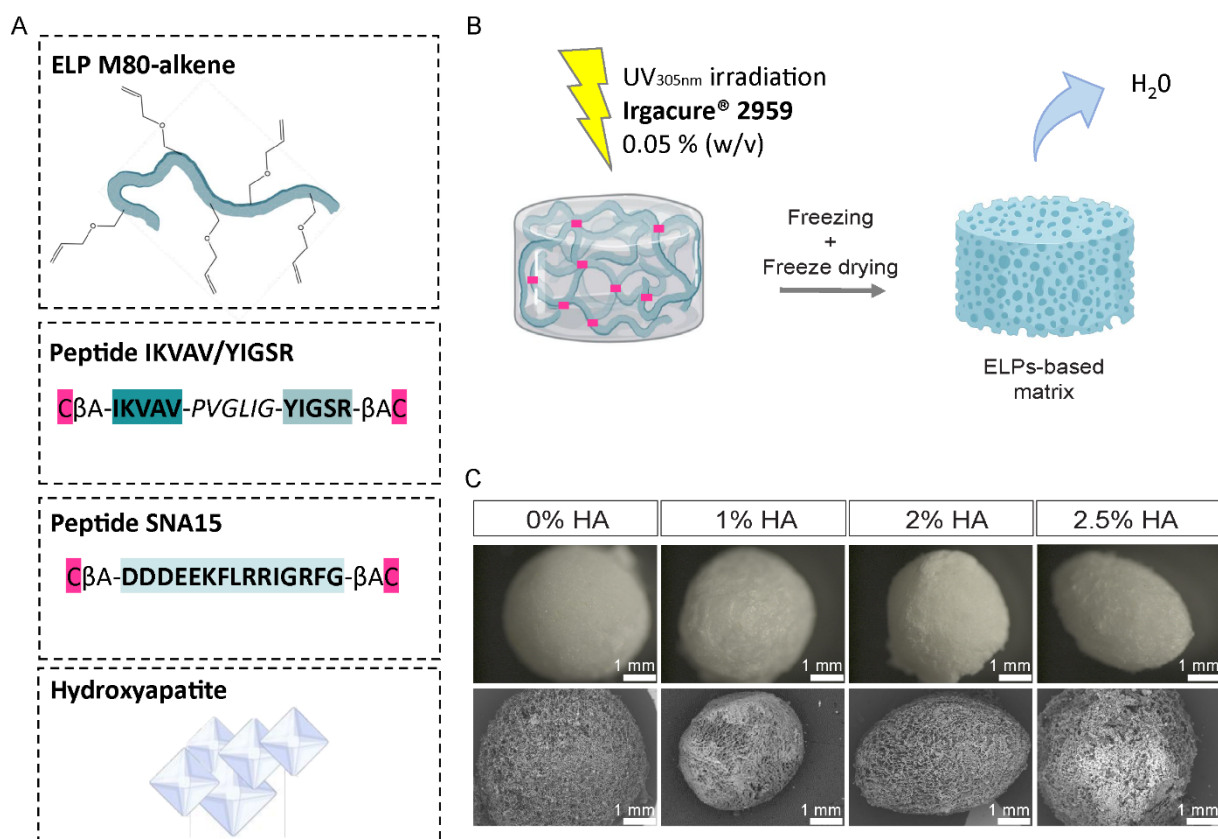 A
ELP M80-alkene
O
O
O
O
O
O
Peptide IKVAV/YIGSR
CβA-IKVAV-PVGLIG-YIGSR-βAC
Peptide SNA15
CβA-DDDEEKFLRRIGRFG-βAC
Hydroxyapatite
B
UV305nm irradiation
Irgacure® 2959
0.05 % (w/v)
Freezing
+
Freeze drying
H20
ELPs-based
matrix
C
0% HA
1% HA
2% HA
2.5% HA
1 mm
1 mm
1 mm
1 mm
1 mm
1 mm
1 mm
1 mm